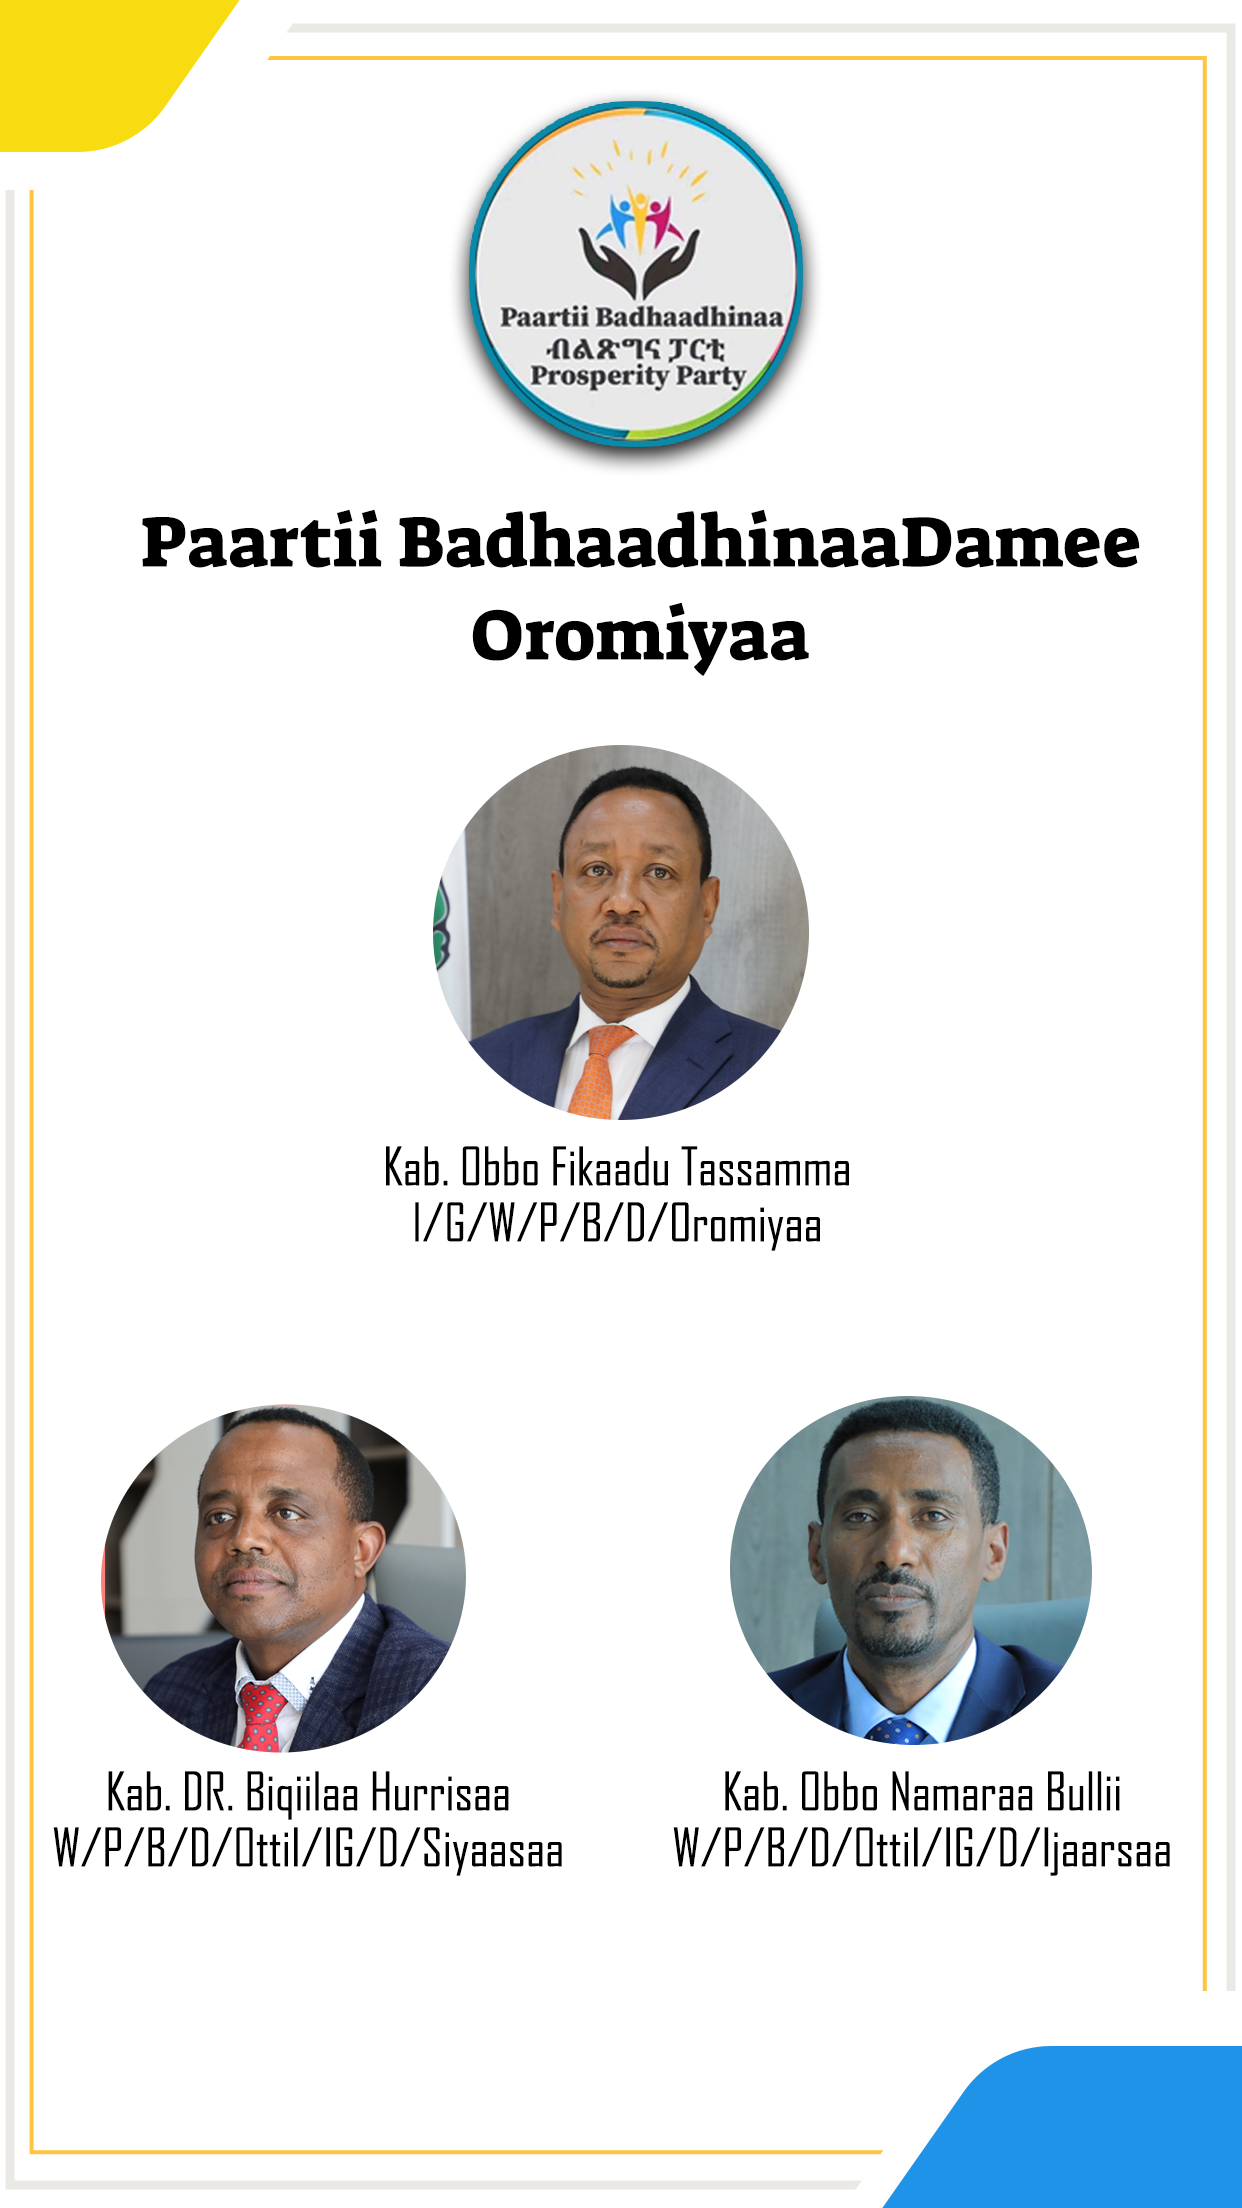 Paartii Badhaadhinaa
ብልጽግና ፓርቲ
Prosperity Party
Paartii BadhaadhinaaDamee
Oromiyaa
Kab. Obbo Fikaadu Tassamma
I/G/W/P/B/D/Oromiyaa
Kab. DR. Biqiilaa Hurrisaa
W/P/B/D/Ottil/IG/D/Siyaasaa
Kab. Obbo Namaraa Bullii
W/P/B/D/Ottil/IG/D/Ijaarsaa